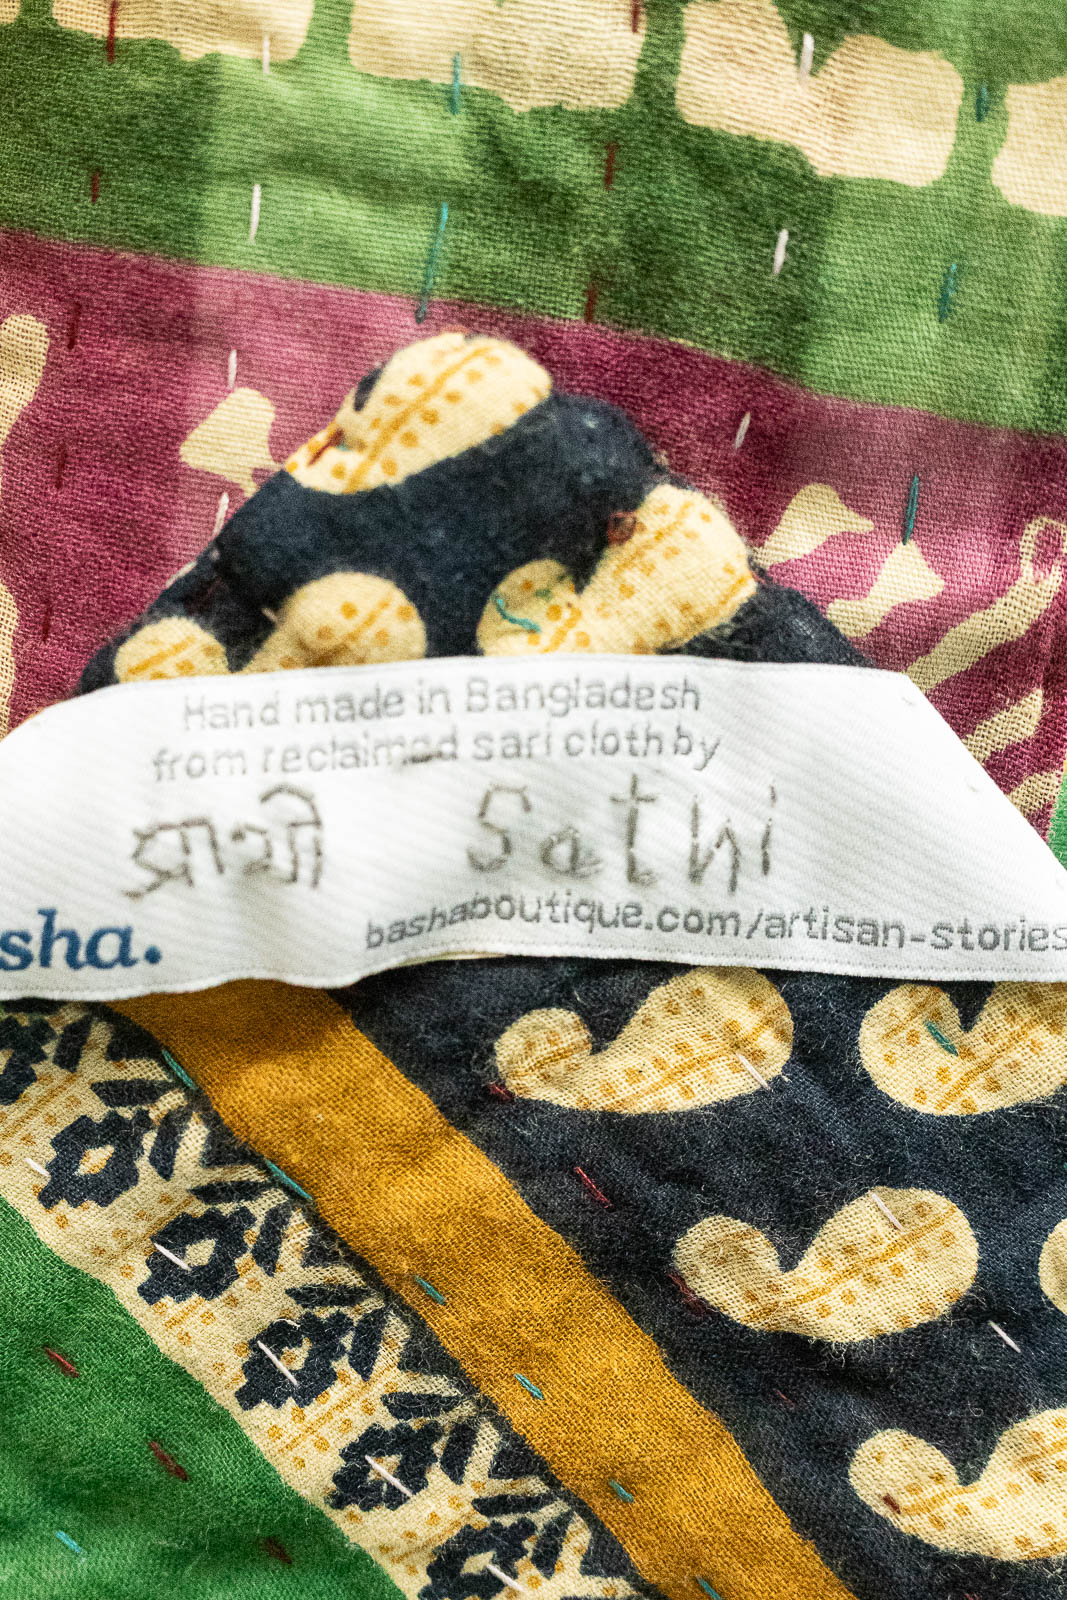 Hand made in Bangladesh
from reclaimed sari cloth by
সাথী Sathi
bashaboutique.com/artisan-stories
sha.